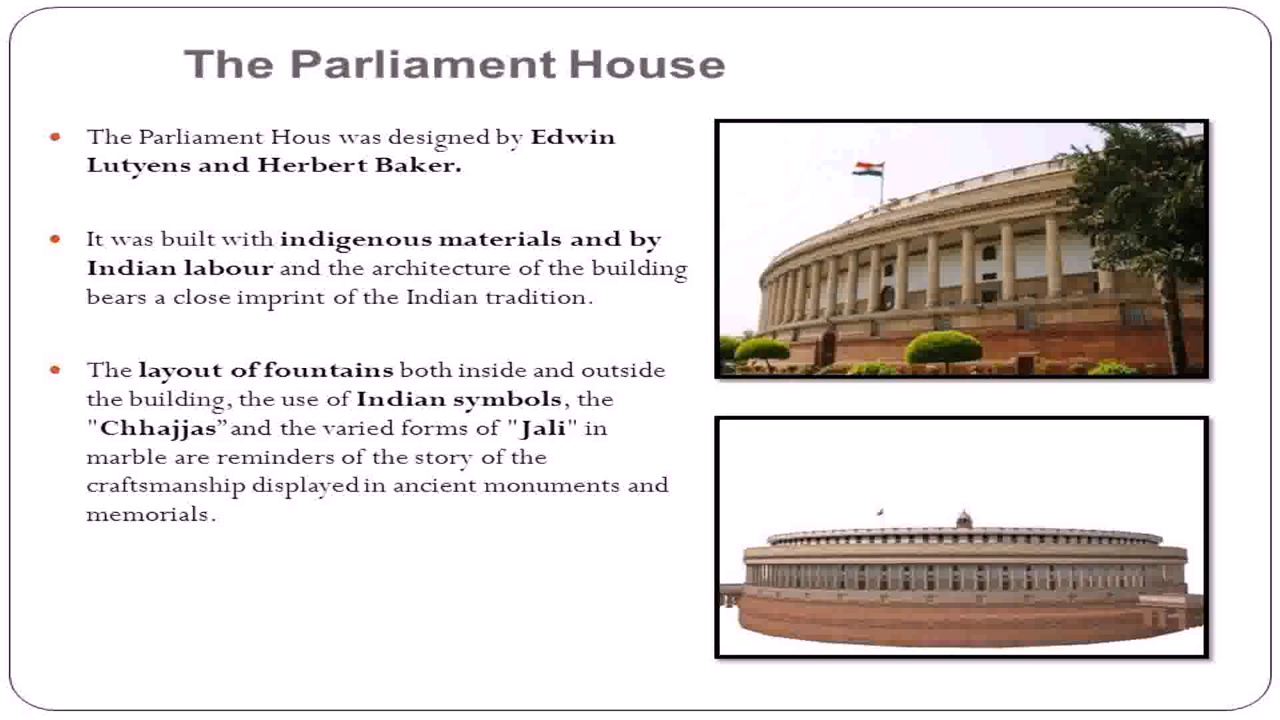 The Parliament House
The Parliament Hous was designed by Edwin
Lutyens and Herbert Baker.
It was built with indigenous materials and by
Indian labour and the architecture of the building
bears a close imprint of the Indian tradition.
The layout of fountains both inside and outside
the building, the use of Indian symbols, the
"Chhajjas” and the varied forms of "Jali" in
marble are reminders of the story of the
craftsmanship displayed in ancient monuments and
memorials.